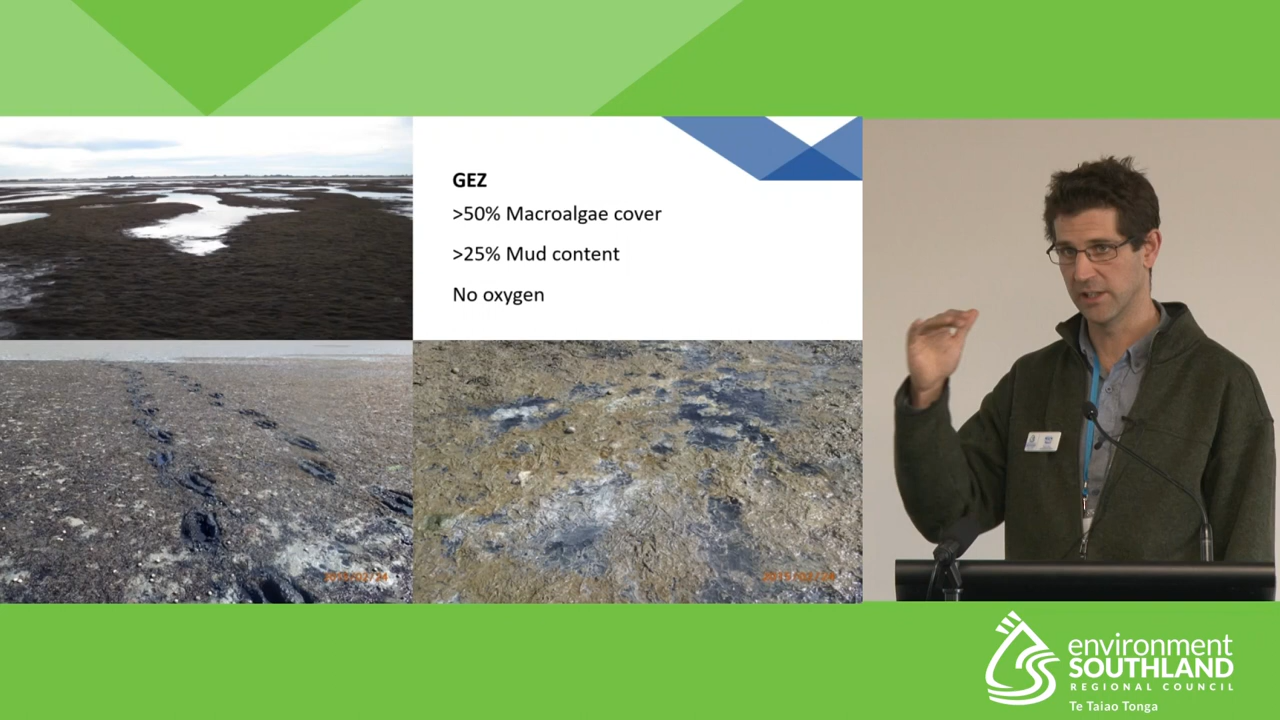 GEZ
>50% Macroalgae cover
>25% Mud content
No oxygen
environment
SOUTHLAND
REGIONAL COUNCIL
Te Taiao Tonga